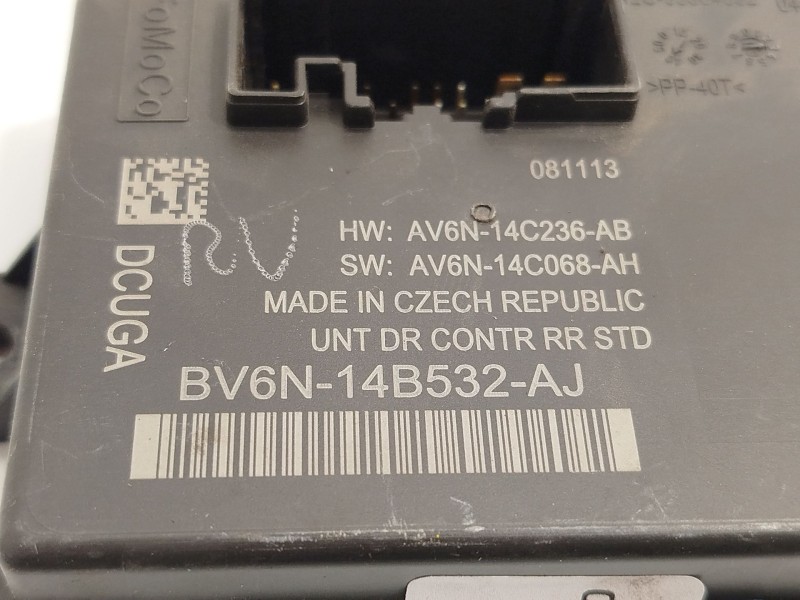 FoMoCo
>PP-40T<
081113
RV
HW: AV6N-14C236-AB
SW: AV6N-14C068-AH
MADE IN CZECH REPUBLIC
UNT DR CONTR RR STD
DCUGA
BV6N-14B532-AJ